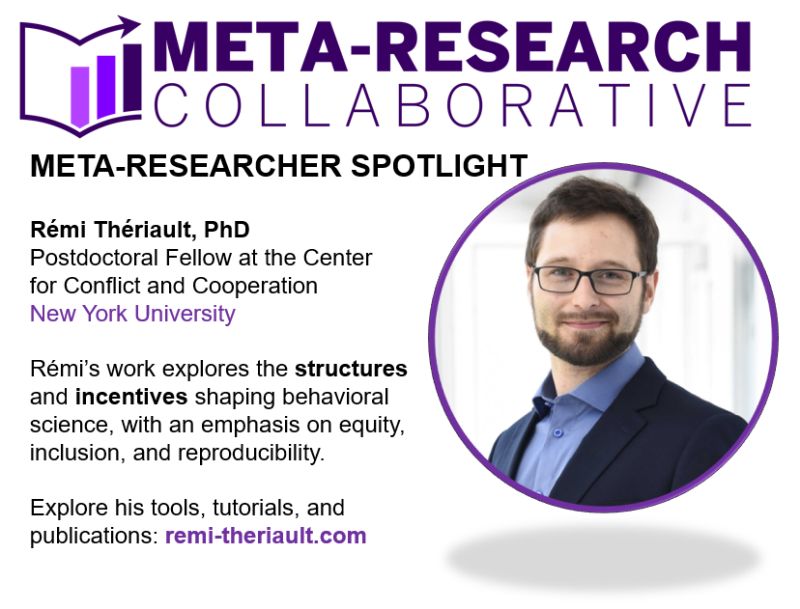 META-RESEARCH
COLLABORATIVE
META-RESEARCHER SPOTLIGHT
Rémi Thériault, PhD
Postdoctoral Fellow at the Center
for Conflict and Cooperation
New York University
Rémi’s work explores the structures
and incentives shaping behavioral
science, with an emphasis on equity,
inclusion, and reproducibility.
Explore his tools, tutorials, and
publications: remi-theriault.com